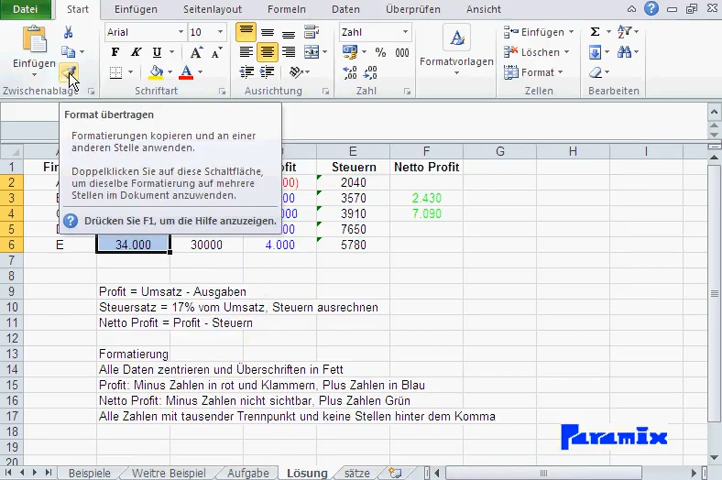 Datei Start Einfügen Seitenlayout Formeln Daten Überprüfen Ansicht
Einfügen
Zwischenablage
Arial 10
F K U
Schriftart
Ausrichtung
Zahl
% 000
Zahl
Formatvorlagen
Einfügen
Löschen
Format
Zellen
Σ
Bearbeiten
Format übertragen
Formatierungen kopieren und an einer
anderen Stelle anwenden.
Doppelklicken Sie auf diese Schaltfläche,
um dieselbe Formatierung auf mehrere
Stellen im Dokument anzuwenden.
Drücken Sie F1, um die Hilfe anzuzeigen.
E F G H I
1 Steuern Netto Profit
2 2040
3 3570 2.430
4 3910 7.090
5 7650
6 E 34.000 30000 4.000 5780
7
8
9 Profit = Umsatz - Ausgaben
10 Steuersatz = 17% vom Umsatz, Steuern ausrechnen
11 Netto Profit = Profit - Steuern
12
13 Formatierung
14 Alle Daten zentrieren und Überschriften in Fett
15 Profit: Minus Zahlen in rot und Klammern, Plus Zahlen in Blau
16 Netto Profit: Minus Zahlen nicht sichtbar, Plus Zahlen Grün
17 Alle Zahlen mit tausender Trennpunkt und keine Stellen hinter dem Komma
18
19
20
Paramix
Beispiele Weitre Beispiel Aufgabe Lösung sätze